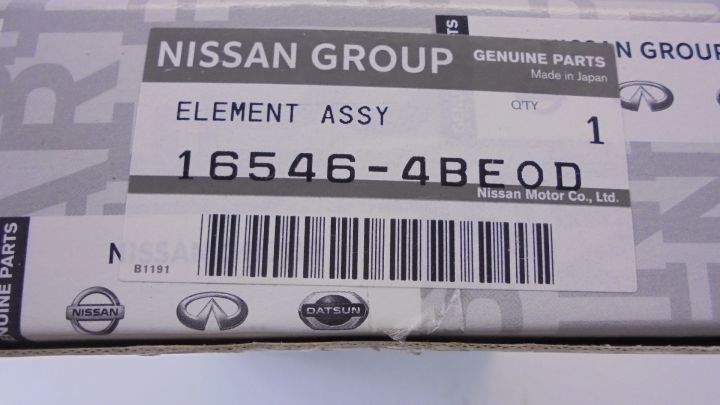 NISSAN GROUP
GENUINE PARTS
Made in Japan
ELEMENT ASSY
Q'TY
1
16546-4BE0D
Nissan Motor Co., Ltd.
B1191
N GROUP
NISSAN
DATSUN